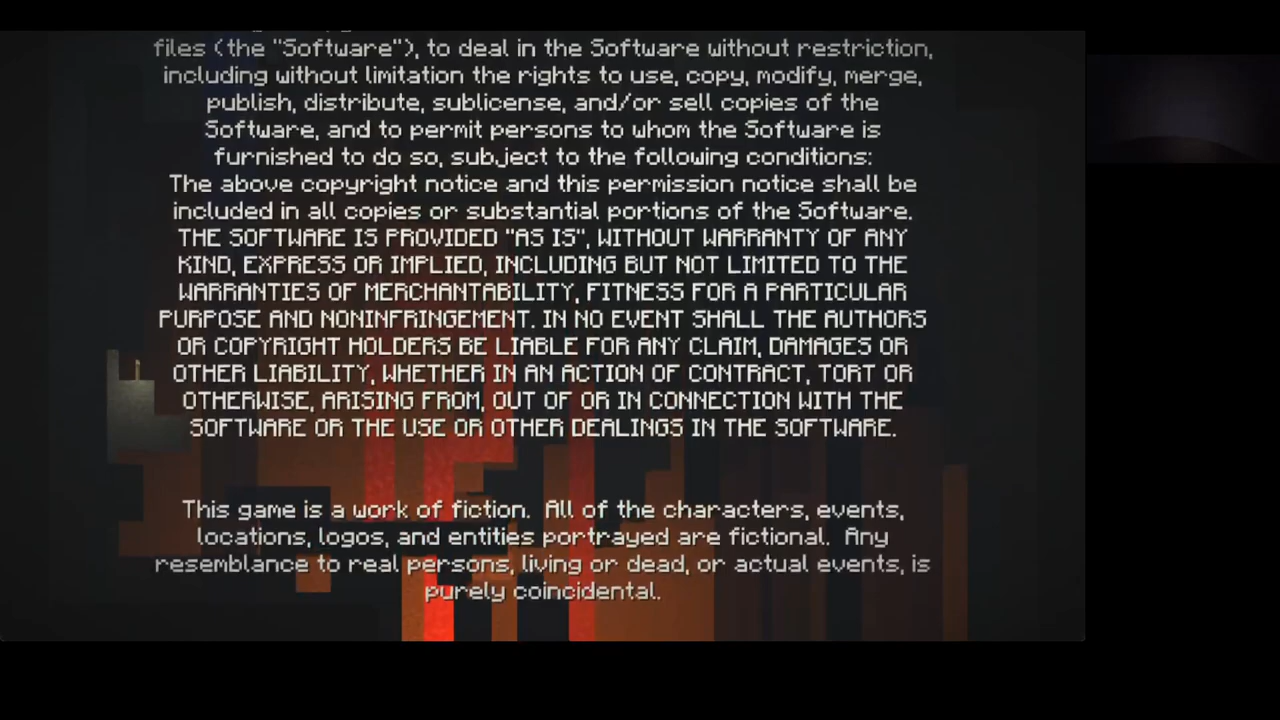 files (the "Software"), to deal in the Software without restriction,
including without limitation the rights to use, copy, modify, merge,
publish, distribute, sublicense, and/or sell copies of the
Software, and to permit persons to whom the Software is
furnished to do so, subject to the following conditions:
The above copyright notice and this permission notice shall be
included in all copies or substantial portions of the Software.
THE SOFTWARE IS PROVIDED "AS IS", WITHOUT WARRANTY OF ANY
KIND, EXPRESS OR IMPLIED, INCLUDING BUT NOT LIMITED TO THE
WARRANTIES OF MERCHANTABILITY, FITNESS FOR A PARTICULAR
PURPOSE AND NONINFRINGEMENT. IN NO EVENT SHALL THE AUTHORS
OR COPYRIGHT HOLDERS BE LIABLE FOR ANY CLAIM, DAMAGES OR
OTHER LIABILITY, WHETHER IN AN ACTION OF CONTRACT, TORT OR
OTHERWISE, ARISING FROM, OUT OF OR IN CONNECTION WITH THE
SOFTWARE OR THE USE OR OTHER DEALINGS IN THE SOFTWARE.
This game is a work of fiction. All of the characters, events,
locations, logos, and entities portrayed are fictional. Any
resemblance to real persons, living or dead, or actual events, is
purely coincidental.